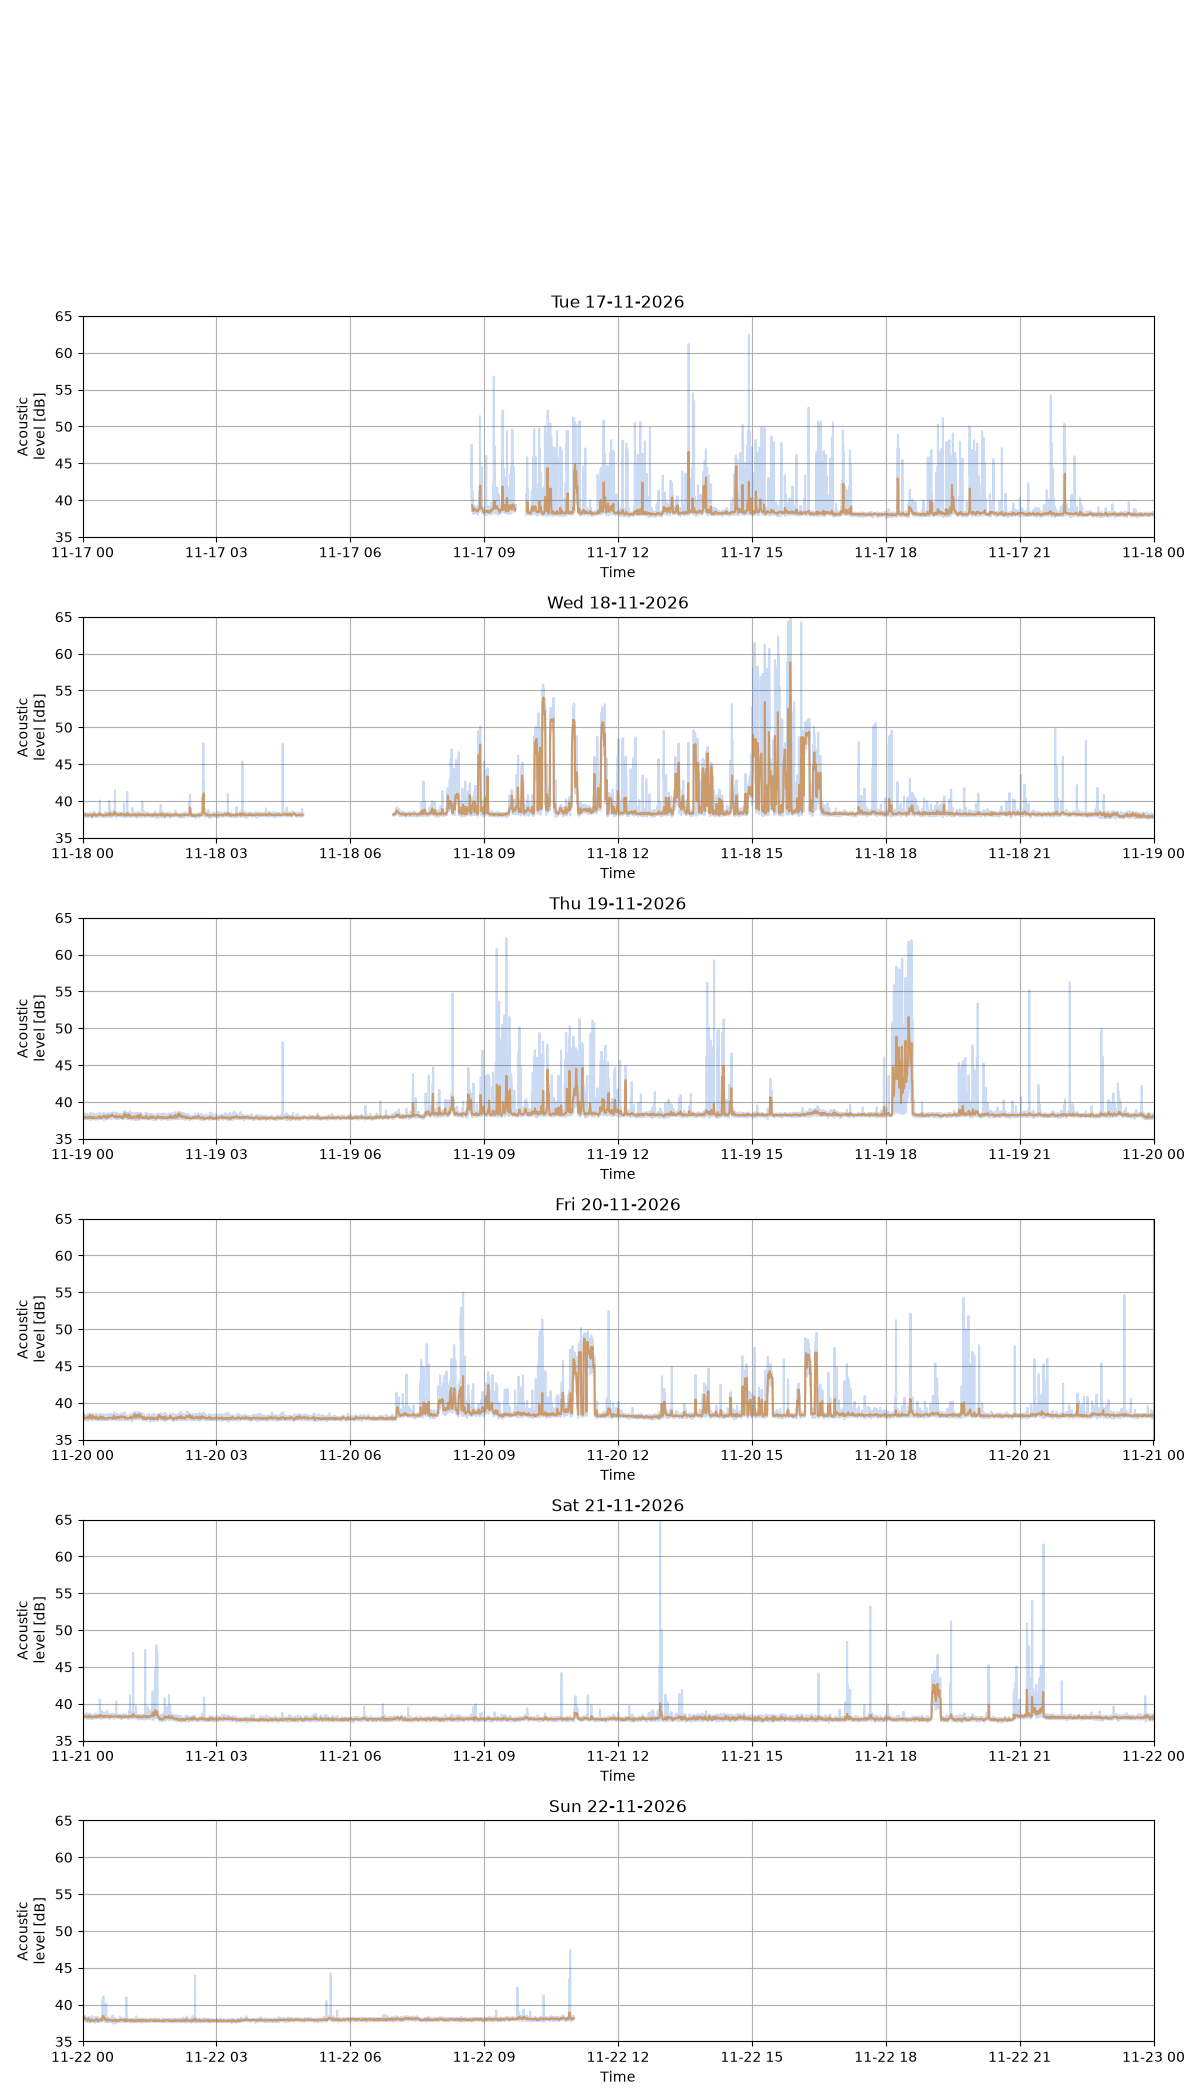 Tue 17-11-2026
65
60
55
50
45
40
35
Acoustic
level [dB]
11-17 00 11-17 03 11-17 06 11-17 09 11-17 12 11-17 15 11-17 18 11-17 21 11-18 00
Time
Wed 18-11-2026
65
60
55
50
45
40
35
Acoustic
level [dB]
11-18 00 11-18 03 11-18 06 11-18 09 11-18 12 11-18 15 11-18 18 11-18 21 11-19 00
Time
Thu 19-11-2026
65
60
55
50
45
40
35
Acoustic
level [dB]
11-19 00 11-19 03 11-19 06 11-19 09 11-19 12 11-19 15 11-19 18 11-19 21 11-20 00
Time
Fri 20-11-2026
65
60
55
50
45
40
35
Acoustic
level [dB]
11-20 00 11-20 03 11-20 06 11-20 09 11-20 12 11-20 15 11-20 18 11-20 21 11-21 00
Time
Sat 21-11-2026
65
60
55
50
45
40
35
Acoustic
level [dB]
11-21 00 11-21 03 11-21 06 11-21 09 11-21 12 11-21 15 11-21 18 11-21 21 11-22 00
Time
Sun 22-11-2026
65
60
55
50
45
40
35
Acoustic
level [dB]
11-22 00 11-22 03 11-22 06 11-22 09 11-22 12 11-22 15 11-22 18 11-22 21 11-23 00
Time